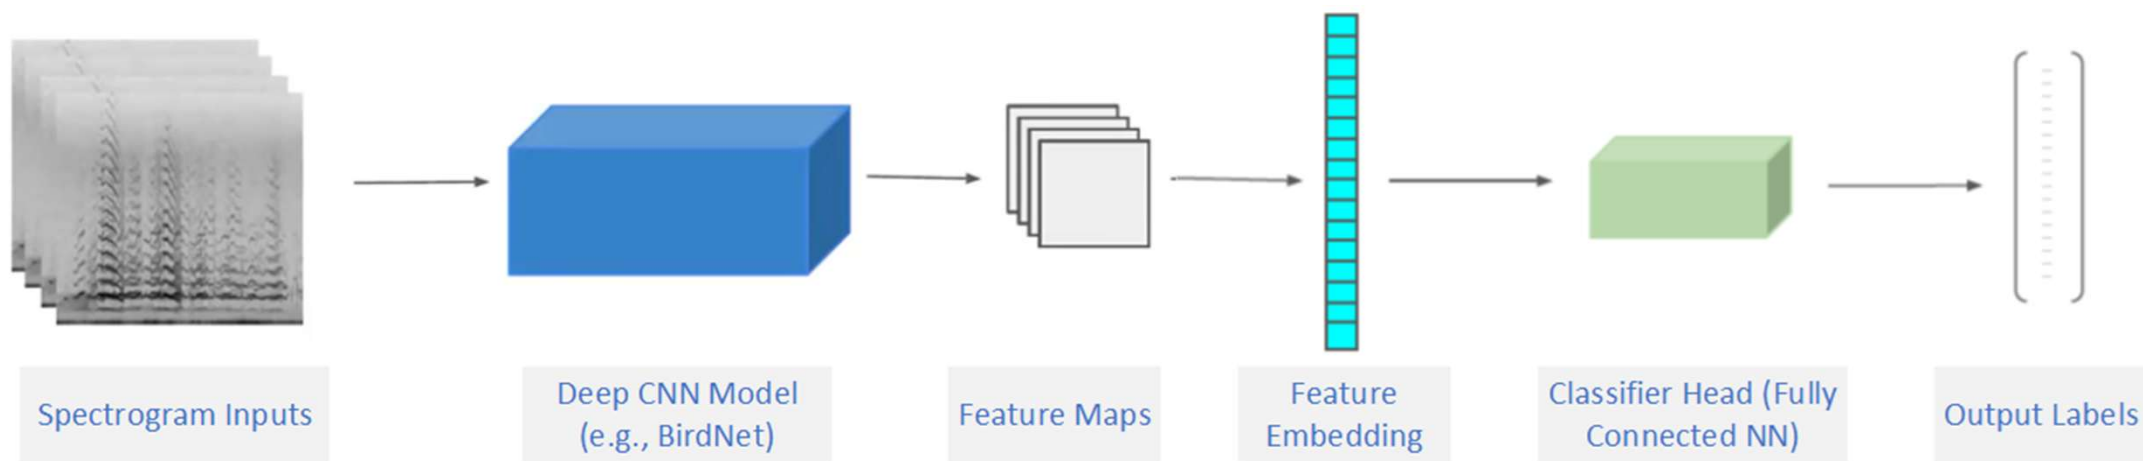 Spectrogram Inputs
Deep CNN Model
(e.g., BirdNet)
Feature Maps
Feature
Embedding
Classifier Head (Fully
Connected NN)
Output Labels